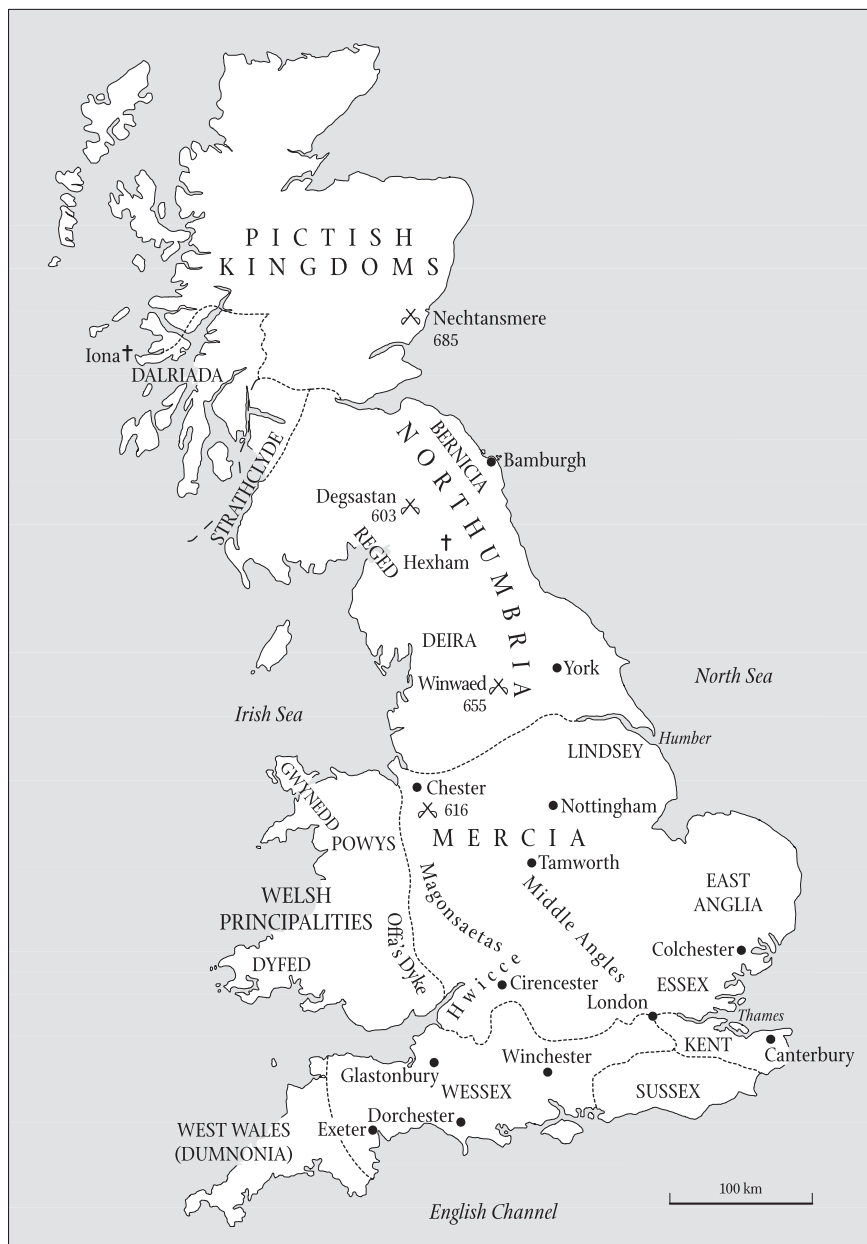 PICTISH
KINGDOMS
Nechtansmere
685
Iona
DALRIADA
STRATHCLYDE
BERNICIA
NORTHUMBRIA
Bamburgh
Degsastan
603
REGED
Hexham
DEIRA
York
Winwaed
655
North Sea
Irish Sea
Humber
LINDSEY
GWYNEDD
Chester
616
Nottingham
POWYS
MERCIA
Tamworth
Magonsaetas
Middle Angles
EAST
ANGLIA
WELSH
PRINCIPALITIES
Offa's Dyke
Colchester
DYFED
Hwicce
Cirencester
ESSEX
London
Thames
KENT
Canterbury
Winchester
Glastonbury
WESSEX
SUSSEX
Dorchester
Exeter
WEST WALES
(DUMNONIA)
100 km
English Channel